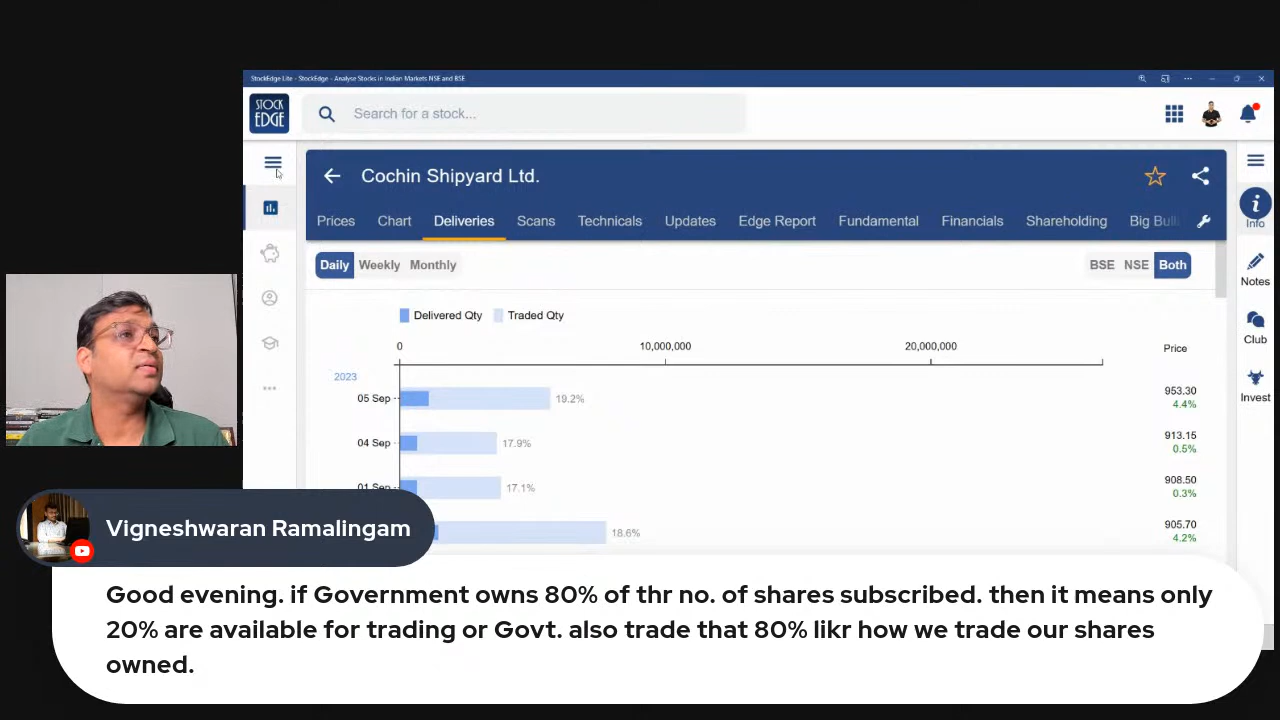 StockEdge Lite - StockEdge - Analyse Stocks in Indian Markets NSE and BSE
STOCK
EDGE
Search for a stock...
Cochin Shipyard Ltd.
Prices Chart Deliveries Scans Technicals Updates Edge Report Fundamental Financials Shareholding Big Bull
Info
Daily Weekly Monthly
BSE NSE Both
Notes
Delivered Qty Traded Qty
Club
0 10,000,000 20,000,000 Price
2023
Invest
05 Sep 19.2% 953.30
4.4%
04 Sep 17.9% 913.15
0.5%
01 Sep 17.1% 908.50
0.3%
18.6% 905.70
4.2%
Vigneshwaran Ramalingam
Good evening. if Government owns 80% of thr no. of shares subscribed. then it means only
20% are available for trading or Govt. also trade that 80% likr how we trade our shares
owned.